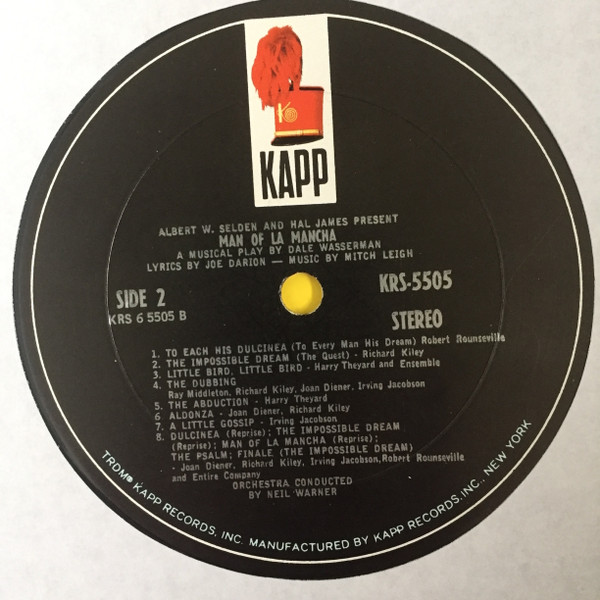 K
KAPP
ALBERT W. SELDEN AND HAL JAMES PRESENT
MAN OF LA MANCHA
A MUSICAL PLAY BY DALE WASSERMAN
LYRICS BY JOE DARION — MUSIC BY MITCH LEIGH
SIDE 2
KRS 6 5505 B
KRS-5505
STEREO
1. TO EACH HIS DULCINEA (To Every Man His Dream) Robert Rounseville
2. THE IMPOSSIBLE DREAM (The Quest) - Richard Kiley
3. LITTLE BIRD, LITTLE BIRD - Harry Theyard and Ensemble
4. THE DUBBING
Ray Middleton, Richard Kiley, Joan Diener, Irving Jacobson
5. THE ABDUCTION - Harry Theyard
6. ALDONZA - Joan Diener, Richard Kiley
7. A LITTLE GOSSIP - Irving Jacobson
8. DULCINEA (Reprise); THE IMPOSSIBLE DREAM
(Reprise); MAN OF LA MANCHA (Reprise);
THE PSALM; FINALE (THE IMPOSSIBLE DREAM)
- Joan Diener, Richard Kiley, Irving Jacobson, Robert Rounseville
and Entire Company
ORCHESTRA CONDUCTED
BY NEIL WARNER
TRDM® KAPP RECORDS, INC. MANUFACTURED BY KAPP RECORDS, INC., NEW YORK